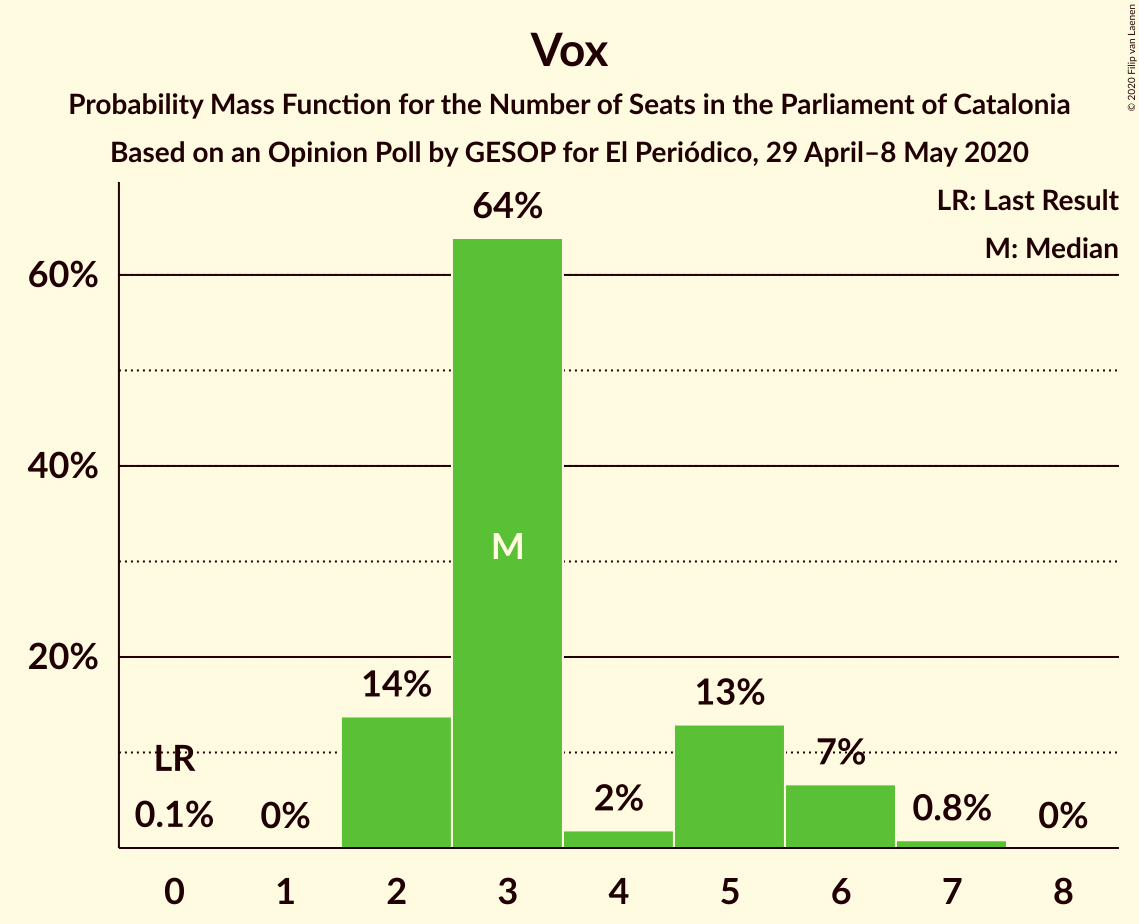 Vox
Probability Mass Function for the Number of Seats in the Parliament of Catalonia
Based on an Opinion Poll by GESOP for El Periódico, 29 April–8 May 2020
© 2020 Filip van Laenen
LR: Last Result
M: Median
60%
40%
20%
LR
0.1%
0%
14%
64%
M
2%
13%
7%
0.8%
0%
0 1 2 3 4 5 6 7 8